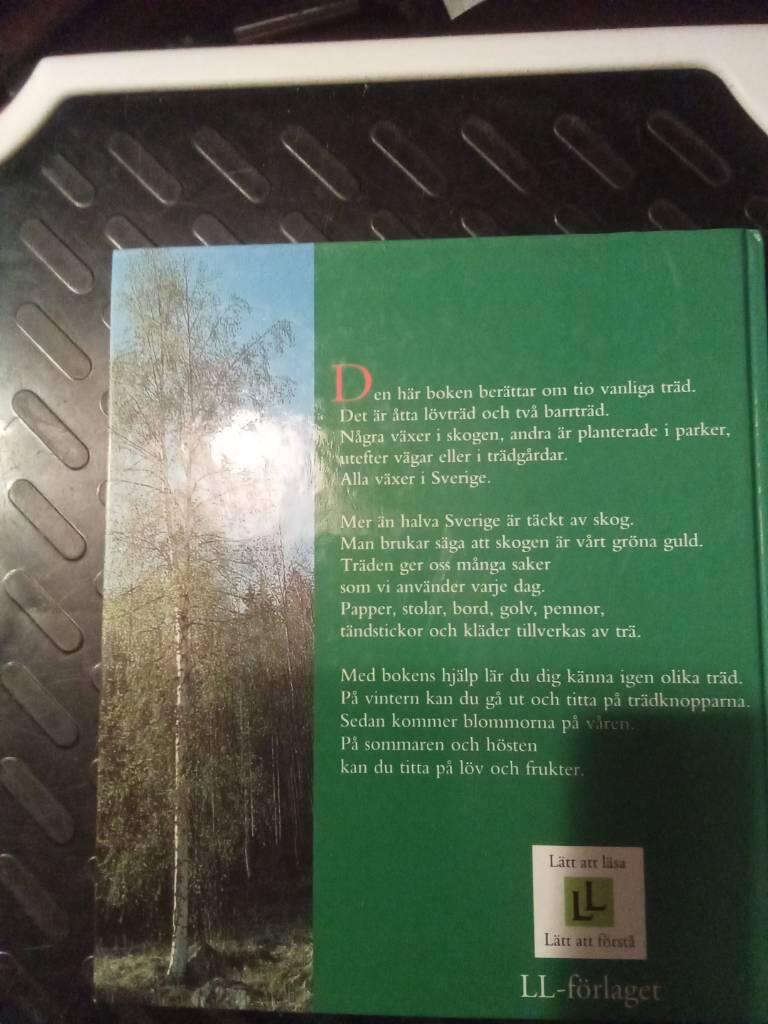 Den här boken berättar om tio vanliga träd.
Det är åtta lövträd och två barrträd.
Några växer i skogen, andra är planterade i parker,
utefter vägar eller i trädgårdar.
Alla växer i Sverige.
Mer än halva Sverige är täckt av skog.
Man brukar säga att skogen är vårt gröna guld.
Träden ger oss många saker
som vi använder varje dag.
Papper, stolar, bord, golv, pennor,
tändstickor och kläder tillverkas av trä.
Med bokens hjälp lär du dig känna igen olika träd.
På vintern kan du gå ut och titta på trädknopparna.
Sedan kommer blommorna på våren.
På sommaren och hösten
kan du titta på löv och frukter.
Lätt att läsa
LL
Lätt att förstå
LL-förlaget